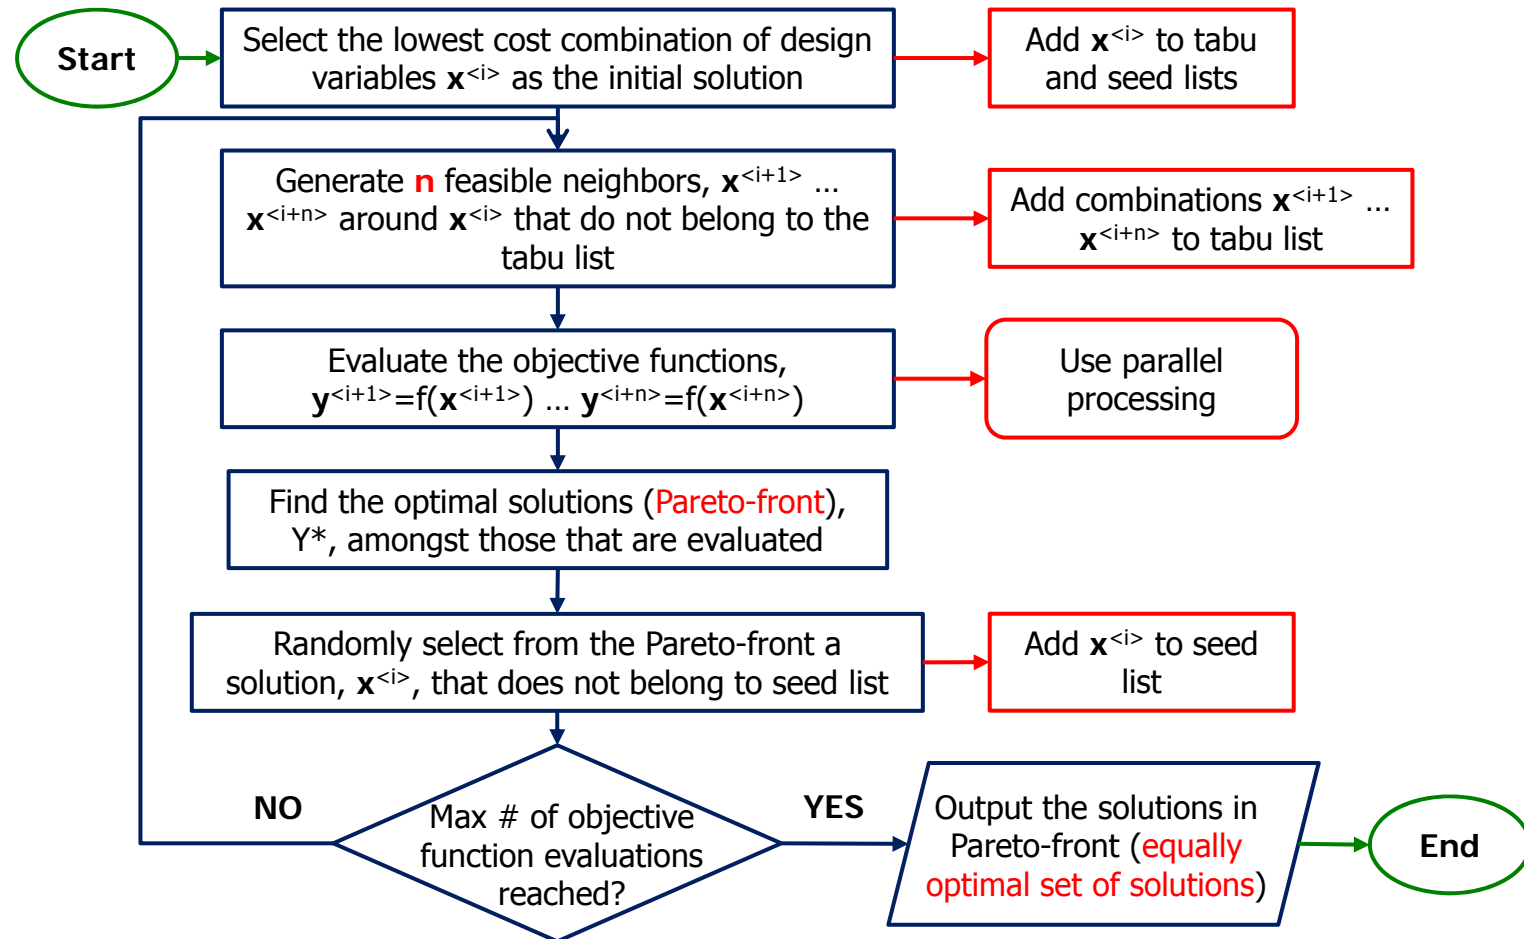 Start
Select the lowest cost combination of design
variables x<i> as the initial solution
Add x<i> to tabu
and seed lists
Generate n feasible neighbors, x<i+1> ...
x<i+n> around x<i> that do not belong to the
tabu list
Add combinations x<i+1> ...
x<i+n> to tabu list
Evaluate the objective functions,
y<i+1>=f(x<i+1>) ... y<i+n>=f(x<i+n>)
Use parallel
processing
Find the optimal solutions (Pareto-front),
Y*, amongst those that are evaluated
Randomly select from the Pareto-front a
solution, x<i>, that does not belong to seed list
Add x<i> to seed
list
NO
Max # of objective
function evaluations
reached?
YES
Output the solutions in
Pareto-front (equally
optimal set of solutions)
End